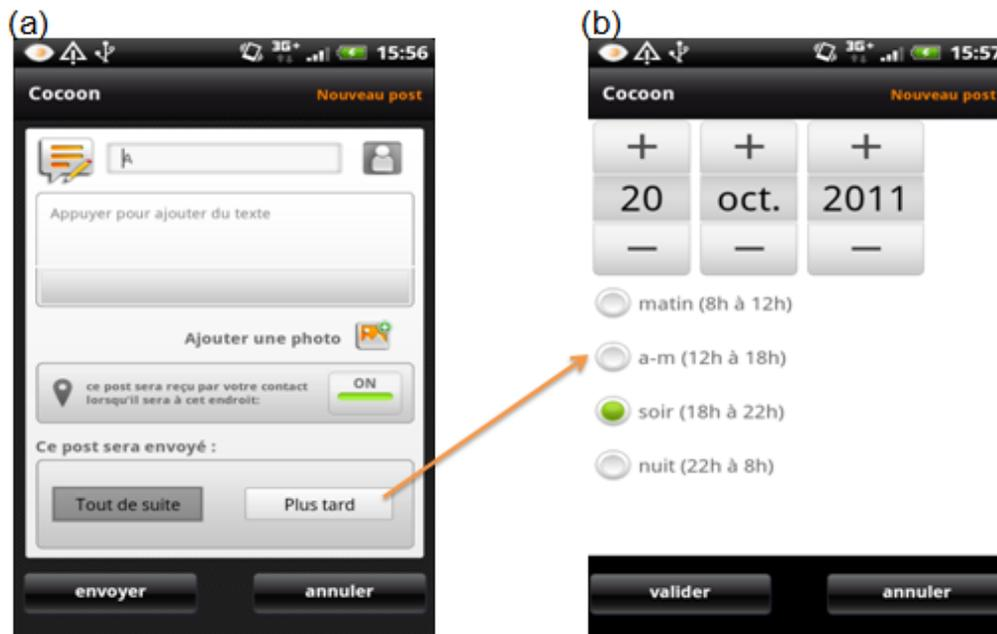 (a)
3G+ 15:56
Cocoon Nouveau post
A
Appuyer pour ajouter du texte
Ajouter une photo
ce post sera reçu par votre contact
lorsqu'il sera à cet endroit:
ON
Ce post sera envoyé :
Tout de suite Plus tard
envoyer annuler
(b)
3G+ 15:57
Cocoon Nouveau post
+ + +
20 oct. 2011
— — —
matin (8h à 12h)
a-m (12h à 18h)
soir (18h à 22h)
nuit (22h à 8h)
valider annuler